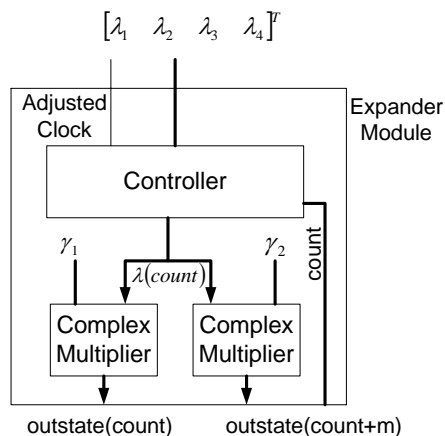 [λ₁ λ₂ λ₃ λ₄]ᵀ
Adjusted
Clock
Expander
Module
Controller
γ₁
λ(count)
γ₂
count
Complex
Multiplier
Complex
Multiplier
outstate(count)
outstate(count+m)